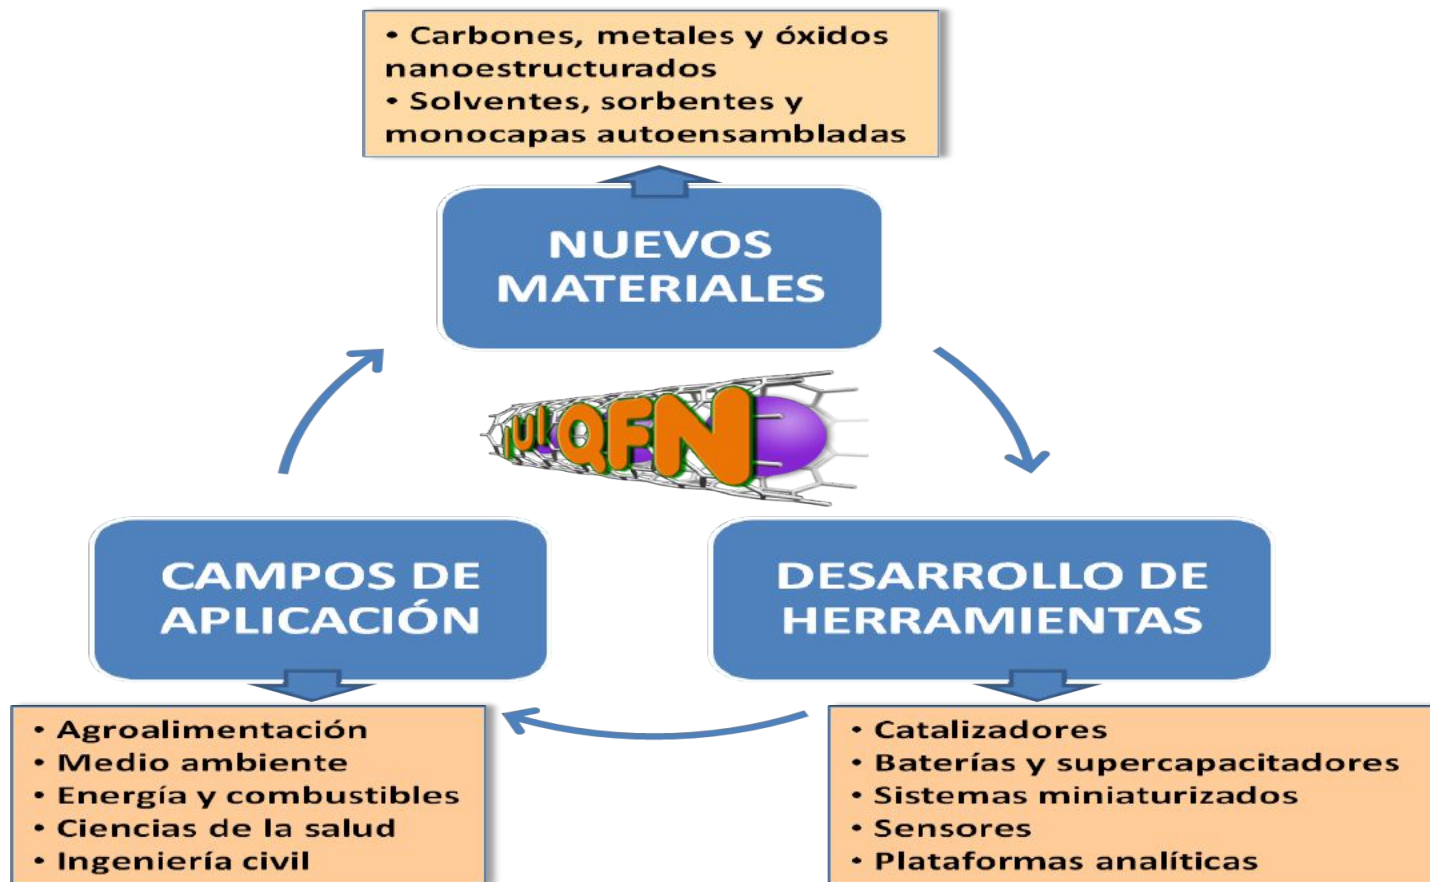 • Carbones, metales y óxidos
nanoestructurados
• Solventes, sorbentes y
monocapas autoensambladas
NUEVOS
MATERIALES
IUIQFN
CAMPOS DE
APLICACIÓN
DESARROLLO DE
HERRAMIENTAS
• Agroalimentación
• Medio ambiente
• Energía y combustibles
• Ciencias de la salud
• Ingeniería civil
• Catalizadores
• Baterías y supercapacitadores
• Sistemas miniaturizados
• Sensores
• Plataformas analíticas